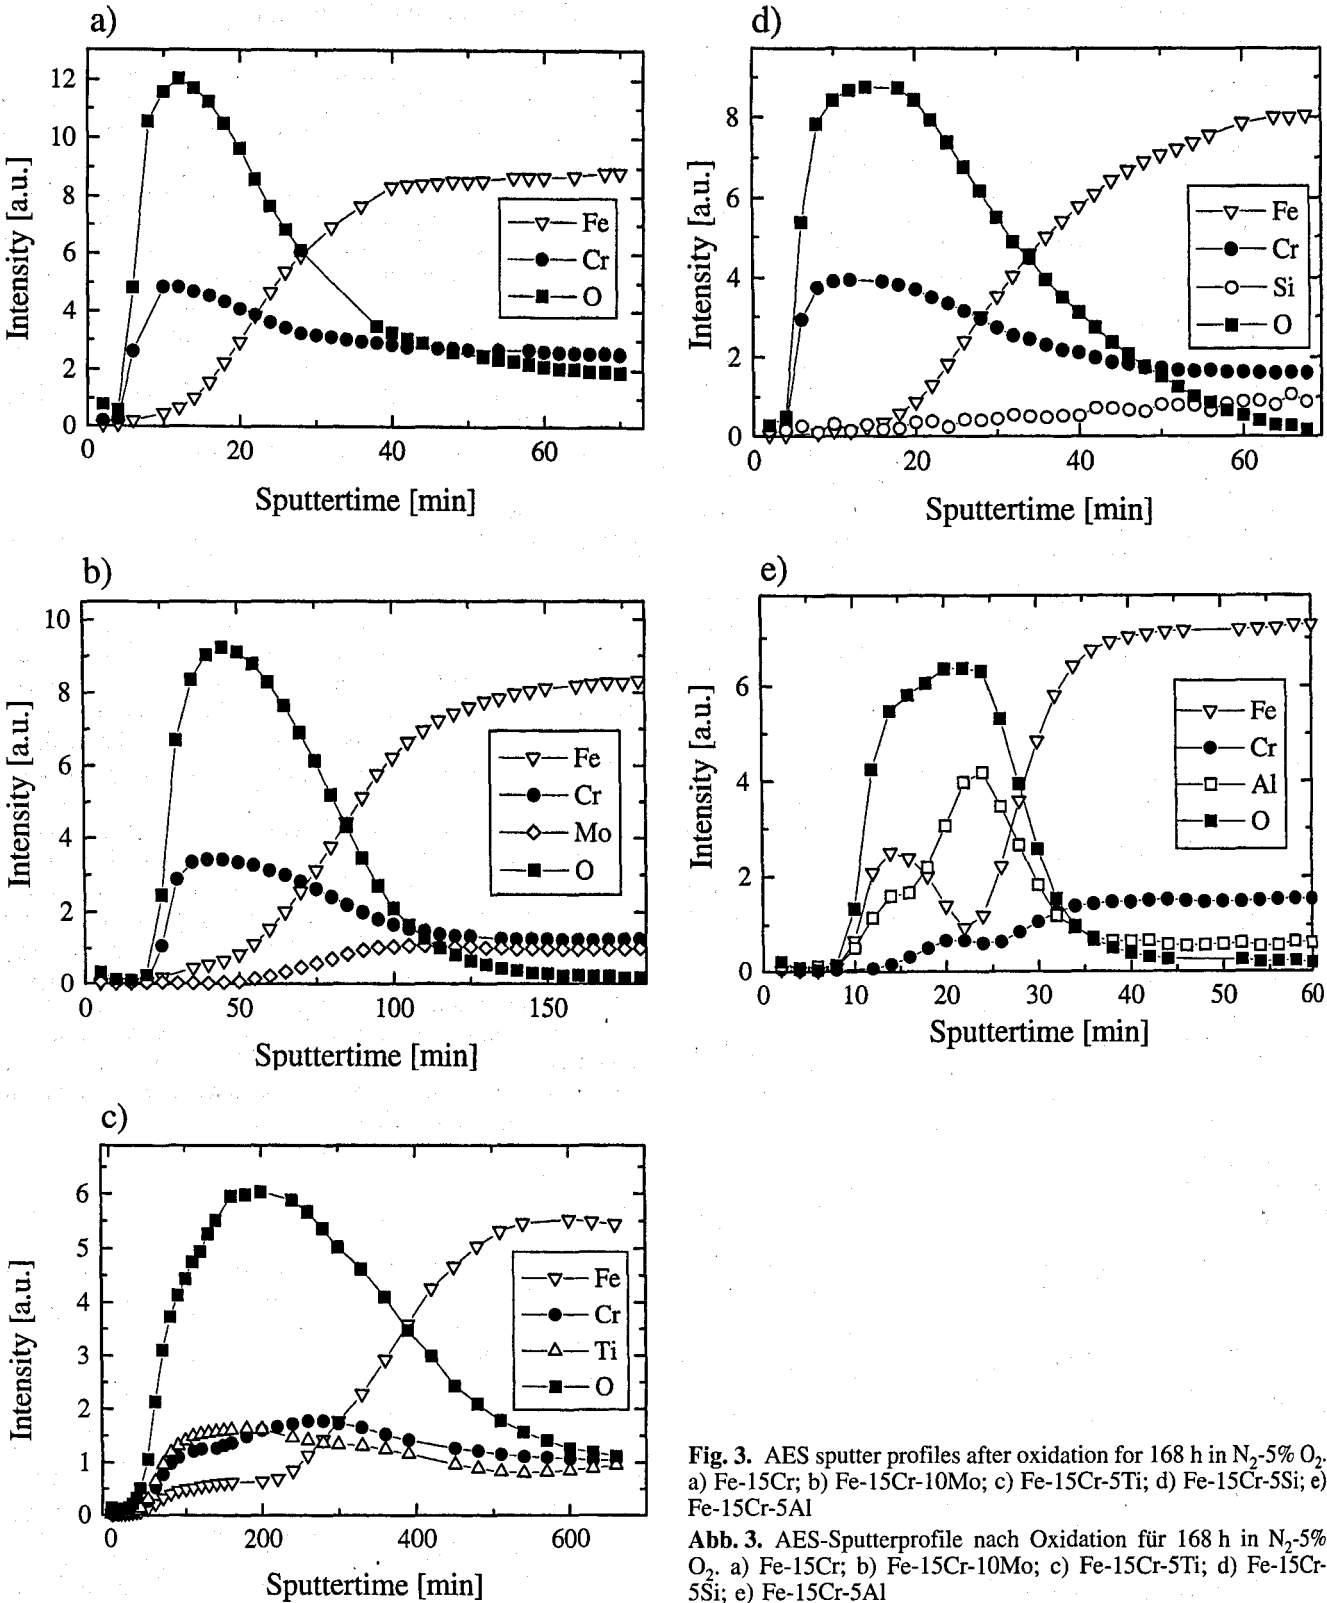 a)
12
10
8
6
4
2
0
Intensity [a.u.]
Fe
Cr
O
0
20
40
60
Sputtertime [min]
d)
8
6
4
2
0
Intensity [a.u.]
Fe
Cr
Si
O
0
20
40
60
Sputtertime [min]
b)
10
8
6
4
2
0
Intensity [a.u.]
Fe
Cr
Mo
O
0
50
100
150
Sputtertime [min]
e)
6
4
2
0
Intensity [a.u.]
Fe
Cr
Al
O
0
10
20
30
40
50
60
Sputtertime [min]
c)
6
5
4
3
2
1
0
Intensity [a.u.]
Fe
Cr
Ti
O
0
200
400
600
Sputtertime [min]
Fig. 3. AES sputter profiles after oxidation for 168 h in N₂-5% O₂.
a) Fe-15Cr; b) Fe-15Cr-10Mo; c) Fe-15Cr-5Ti; d) Fe-15Cr-5Si; e)
Fe-15Cr-5Al
Abb. 3. AES-Sputterprofile nach Oxidation für 168 h in N₂-5%
O₂. a) Fe-15Cr; b) Fe-15Cr-10Mo; c) Fe-15Cr-5Ti; d) Fe-15Cr-
5Si; e) Fe-15Cr-5Al